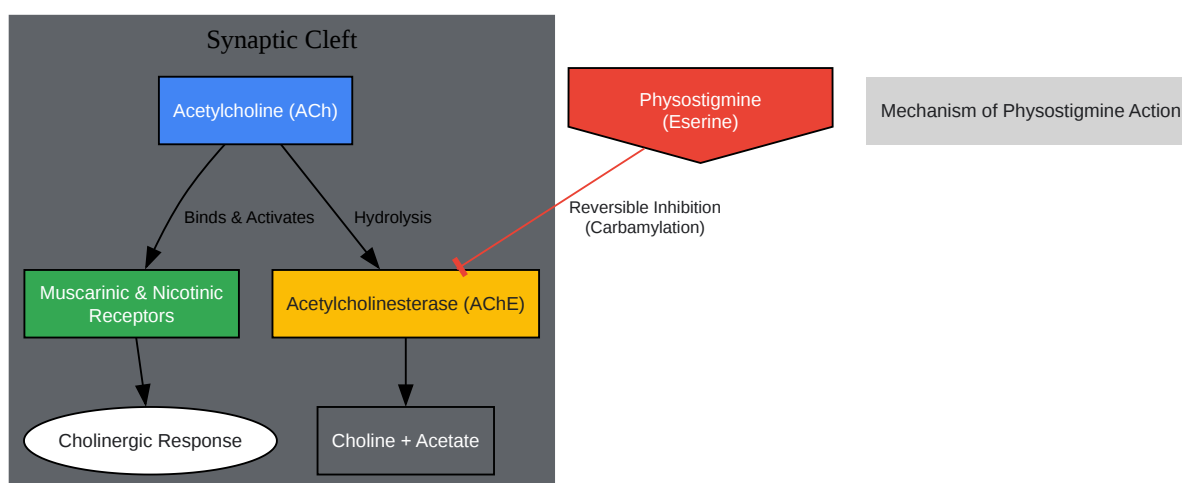 Synaptic Cleft
Acetylcholine (ACh)
Physostigmine
(Eserine)
Mechanism of Physostigmine Action
Binds & Activates
Hydrolysis
Reversible Inhibition
(Carbamylation)
Muscarinic & Nicotinic
Receptors
Acetylcholinesterase (AChE)
Cholinergic Response
Choline + Acetate